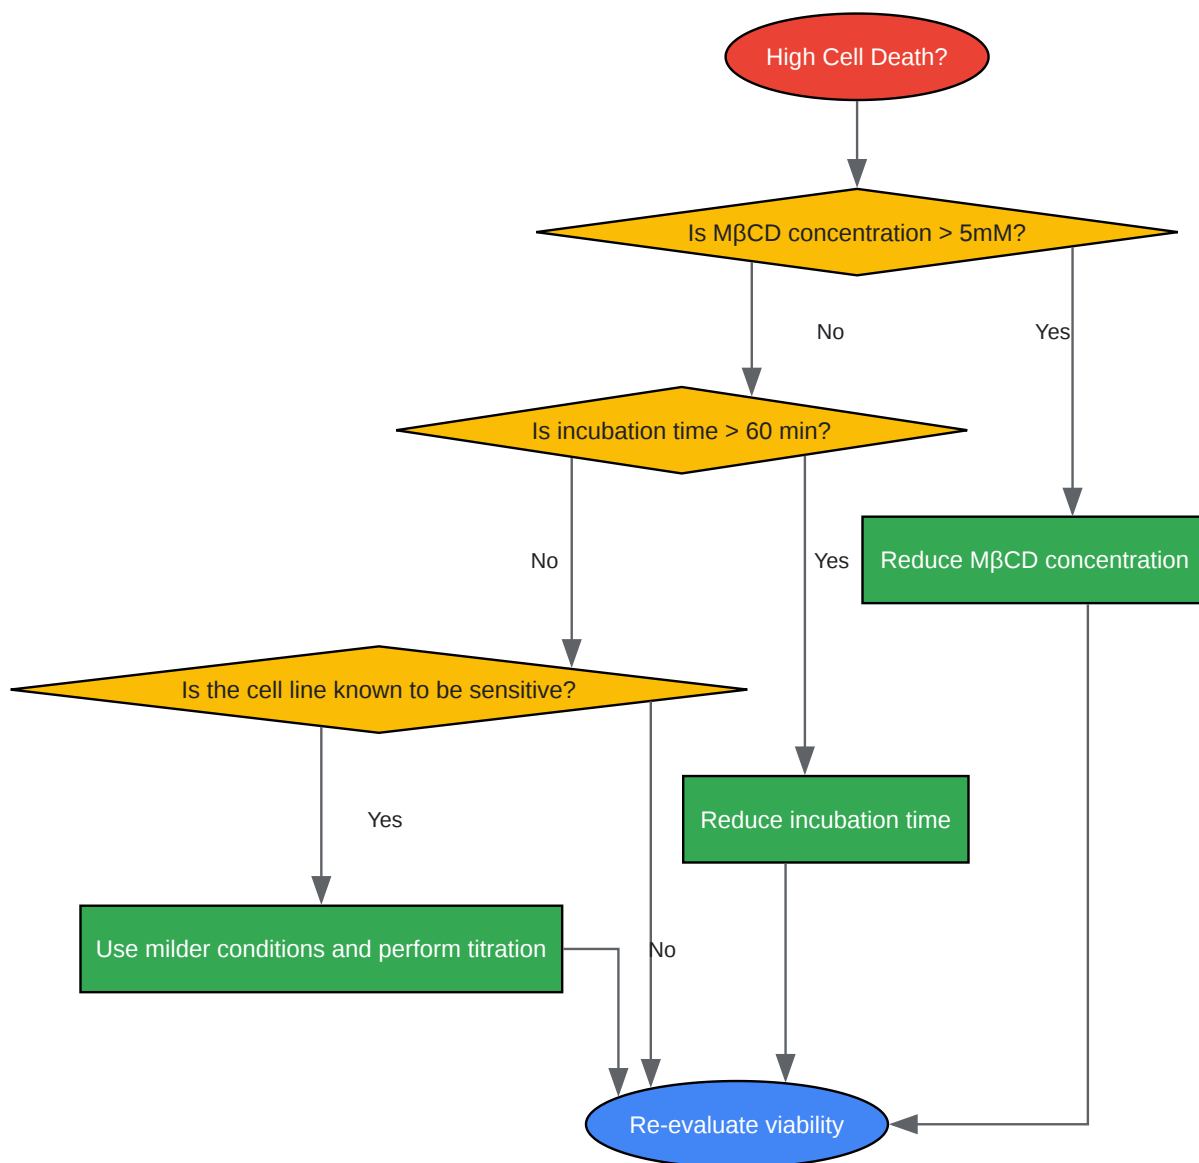 High Cell Death?
Is MβCD concentration > 5mM?
No
Yes
Is incubation time > 60 min?
No
Yes
Reduce MβCD concentration
Is the cell line known to be sensitive?
Yes
Reduce incubation time
Use milder conditions and perform titration
No
Re-evaluate viability